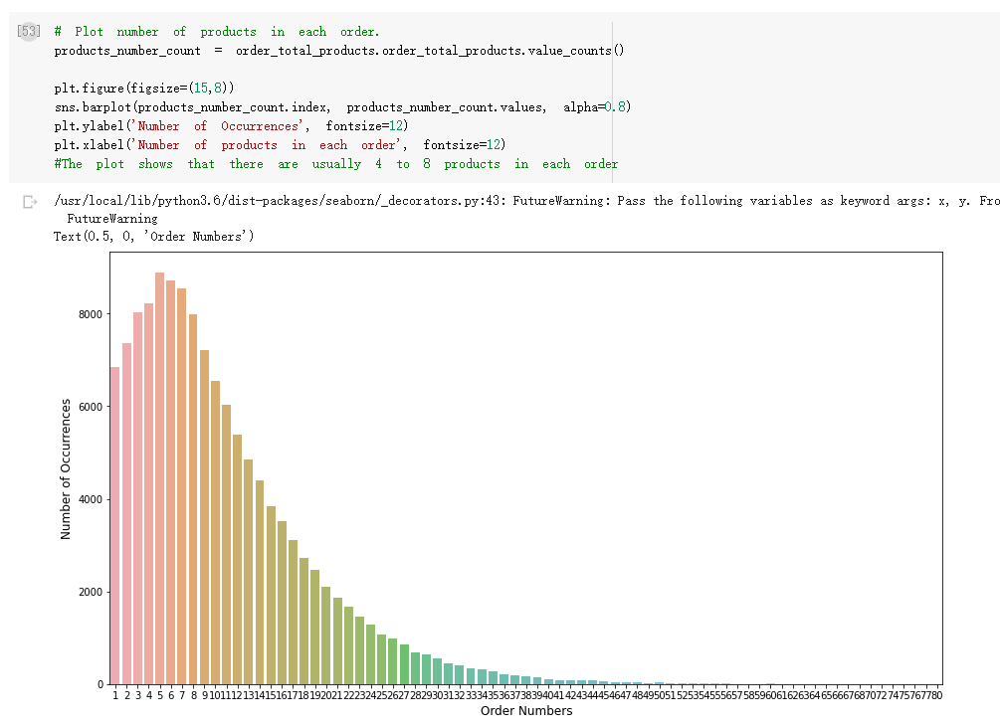 [53]
# Plot number of products in each order.
products_number_count = order_total_products.order_total_products.value_counts()
plt.figure(figsize=(15,8))
sns.barplot(products_number_count.index, products_number_count.values, alpha=0.8)
plt.ylabel('Number of Occurrences', fontsize=12)
plt.xlabel('Number of products in each order', fontsize=12)
#The plot shows that there are usually 4 to 8 products in each order
/usr/local/lib/python3.6/dist-packages/seaborn/_decorators.py:43: FutureWarning: Pass the following variables as keyword args: x, y. Fro
FutureWarning
Text(0.5, 0, 'Order Numbers')
8000
6000
4000
2000
0
Number of Occurrences
1 2 3 4 5 6 7 8 9 10 11 12 13 14 15 16 17 18 19 20 21 22 23 24 25 26 27 28 29 30 31 32 33 34 35 36 37 38 39 40 41 42 43 44 45 46 47 48 49 50 51 52 53 54 55 56 57 58 59 60 61 62 63 64 65 66 67 68 70 72 74 75 76 77 80
Order Numbers